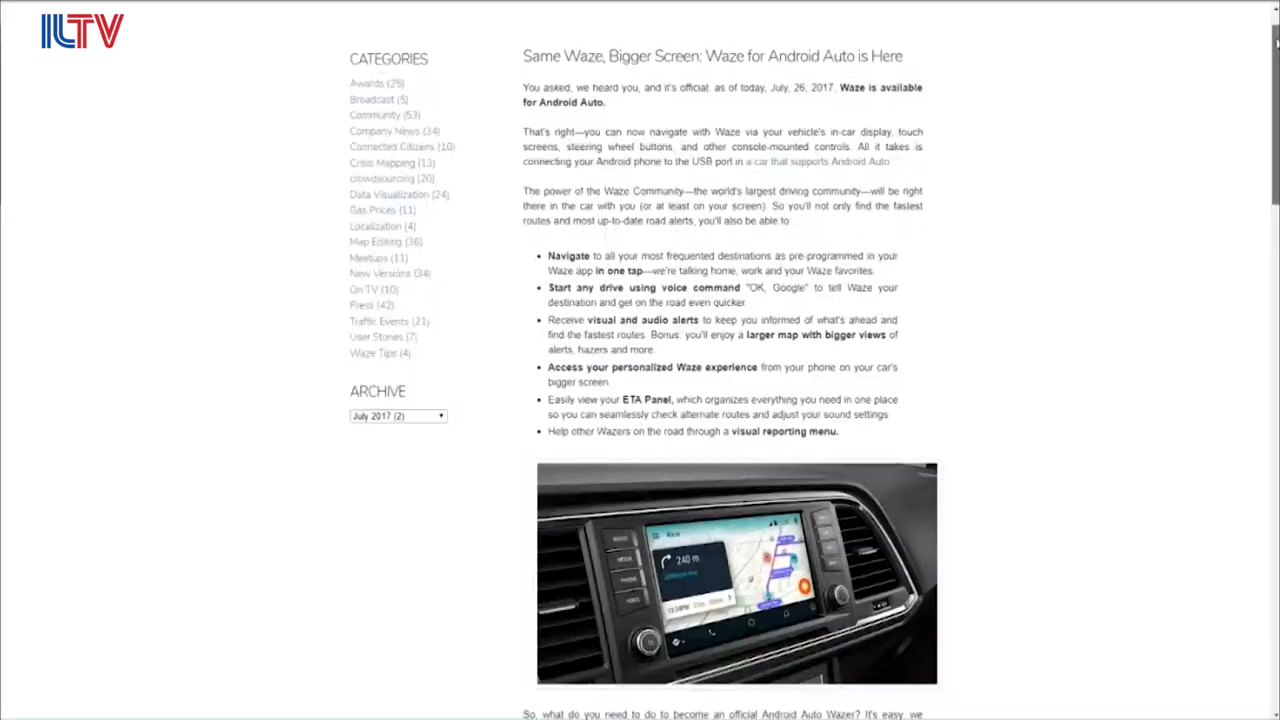 ILTV
CATEGORIES
Awards (25)
Broadcast (5)
Community (53)
Company News (34)
Connected Citizens (10)
Crisis Mapping (13)
crowdsourcing (20)
Data Visualization (24)
Gas Prices (11)
Localization (4)
Map Editing (36)
Meetups (11)
New Versions (34)
On TV (10)
Press (42)
Traffic Events (21)
User Stories (7)
Waze Tips (4)
ARCHIVE
July 2017 (2)
Same Waze, Bigger Screen: Waze for Android Auto is Here
You asked, we heard you, and it's official: as of today, July, 26, 2017, Waze is available
for Android Auto.
That's right—you can now navigate with Waze via your vehicle's in-car display, touch
screens, steering wheel buttons, and other console-mounted controls. All it takes is
connecting your Android phone to the USB port in a car that supports Android Auto.
The power of the Waze Community—the world's largest driving community—will be right
there in the car with you (or at least on your screen). So you'll not only find the fastest
routes and most up-to-date road alerts, you'll also be able to:
• Navigate to all your most frequented destinations as pre-programmed in your
Waze app in one tap—we're talking home, work and your Waze favorites.
• Start any drive using voice command "OK, Google" to tell Waze your
destination and get on the road even quicker.
• Receive visual and audio alerts to keep you informed of what's ahead and
find the fastest routes. Bonus: you'll enjoy a larger map with bigger views of
alerts, hazers and more.
• Access your personalized Waze experience from your phone on your car's
bigger screen.
• Easily view your ETA Panel, which organizes everything you need in one place
so you can seamlessly check alternate routes and adjust your sound settings
• Help other Wazers on the road through a visual reporting menu.
Waze
240 m
RADIO
MEDIA
PHONE
VOICE
So, what do you need to do to become an official Android Auto Wazer? It's easy, we